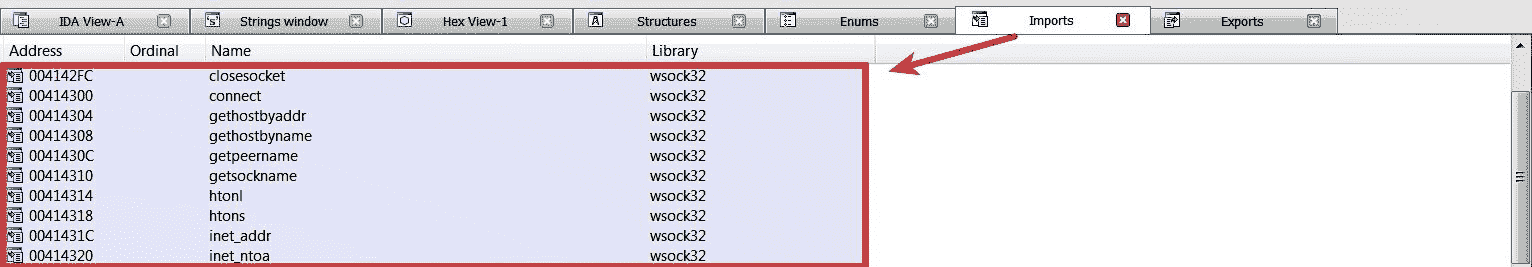 IDA View-A Strings window Hex View-1 Structures Enums Imports Exports
Address Ordinal Name Library
004142FC closesocket wsock32
00414300 connect wsock32
00414304 gethostbyaddr wsock32
00414308 gethostbyname wsock32
0041430C getpeername wsock32
00414310 getsockname wsock32
00414314 htonl wsock32
00414318 htons wsock32
0041431C inet_addr wsock32
00414320 inet_ntoa wsock32